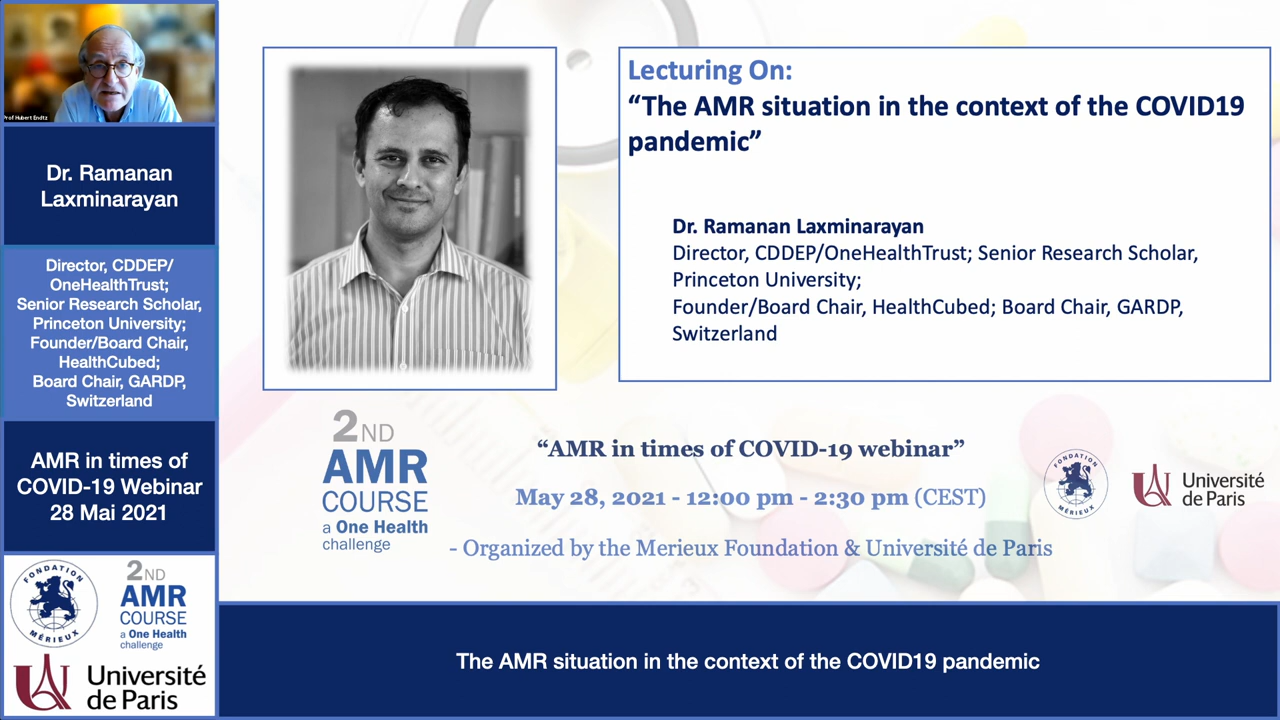 Prof Hubert Endtz
Dr. Ramanan
Laxminarayan
Director, CDDEP/
OneHealthTrust;
Senior Research Scholar,
Princeton University;
Founder/Board Chair,
HealthCubed;
Board Chair, GARDP,
Switzerland
AMR in times of
COVID-19 Webinar
28 Mai 2021
FONDATION
MÉRIEUX
2ND
AMR
COURSE
a One Health
challenge
Université
de Paris
Lecturing On:
“The AMR situation in the context of the COVID19
pandemic”
Dr. Ramanan Laxminarayan
Director, CDDEP/OneHealthTrust; Senior Research Scholar,
Princeton University;
Founder/Board Chair, HealthCubed; Board Chair, GARDP,
Switzerland
2ND
AMR
COURSE
a One Health
challenge
“AMR in times of COVID-19 webinar”
May 28, 2021 - 12:00 pm - 2:30 pm (CEST)
- Organized by the Merieux Foundation & Université de Paris
FONDATION
MÉRIEUX
Université
de Paris
The AMR situation in the context of the COVID19 pandemic